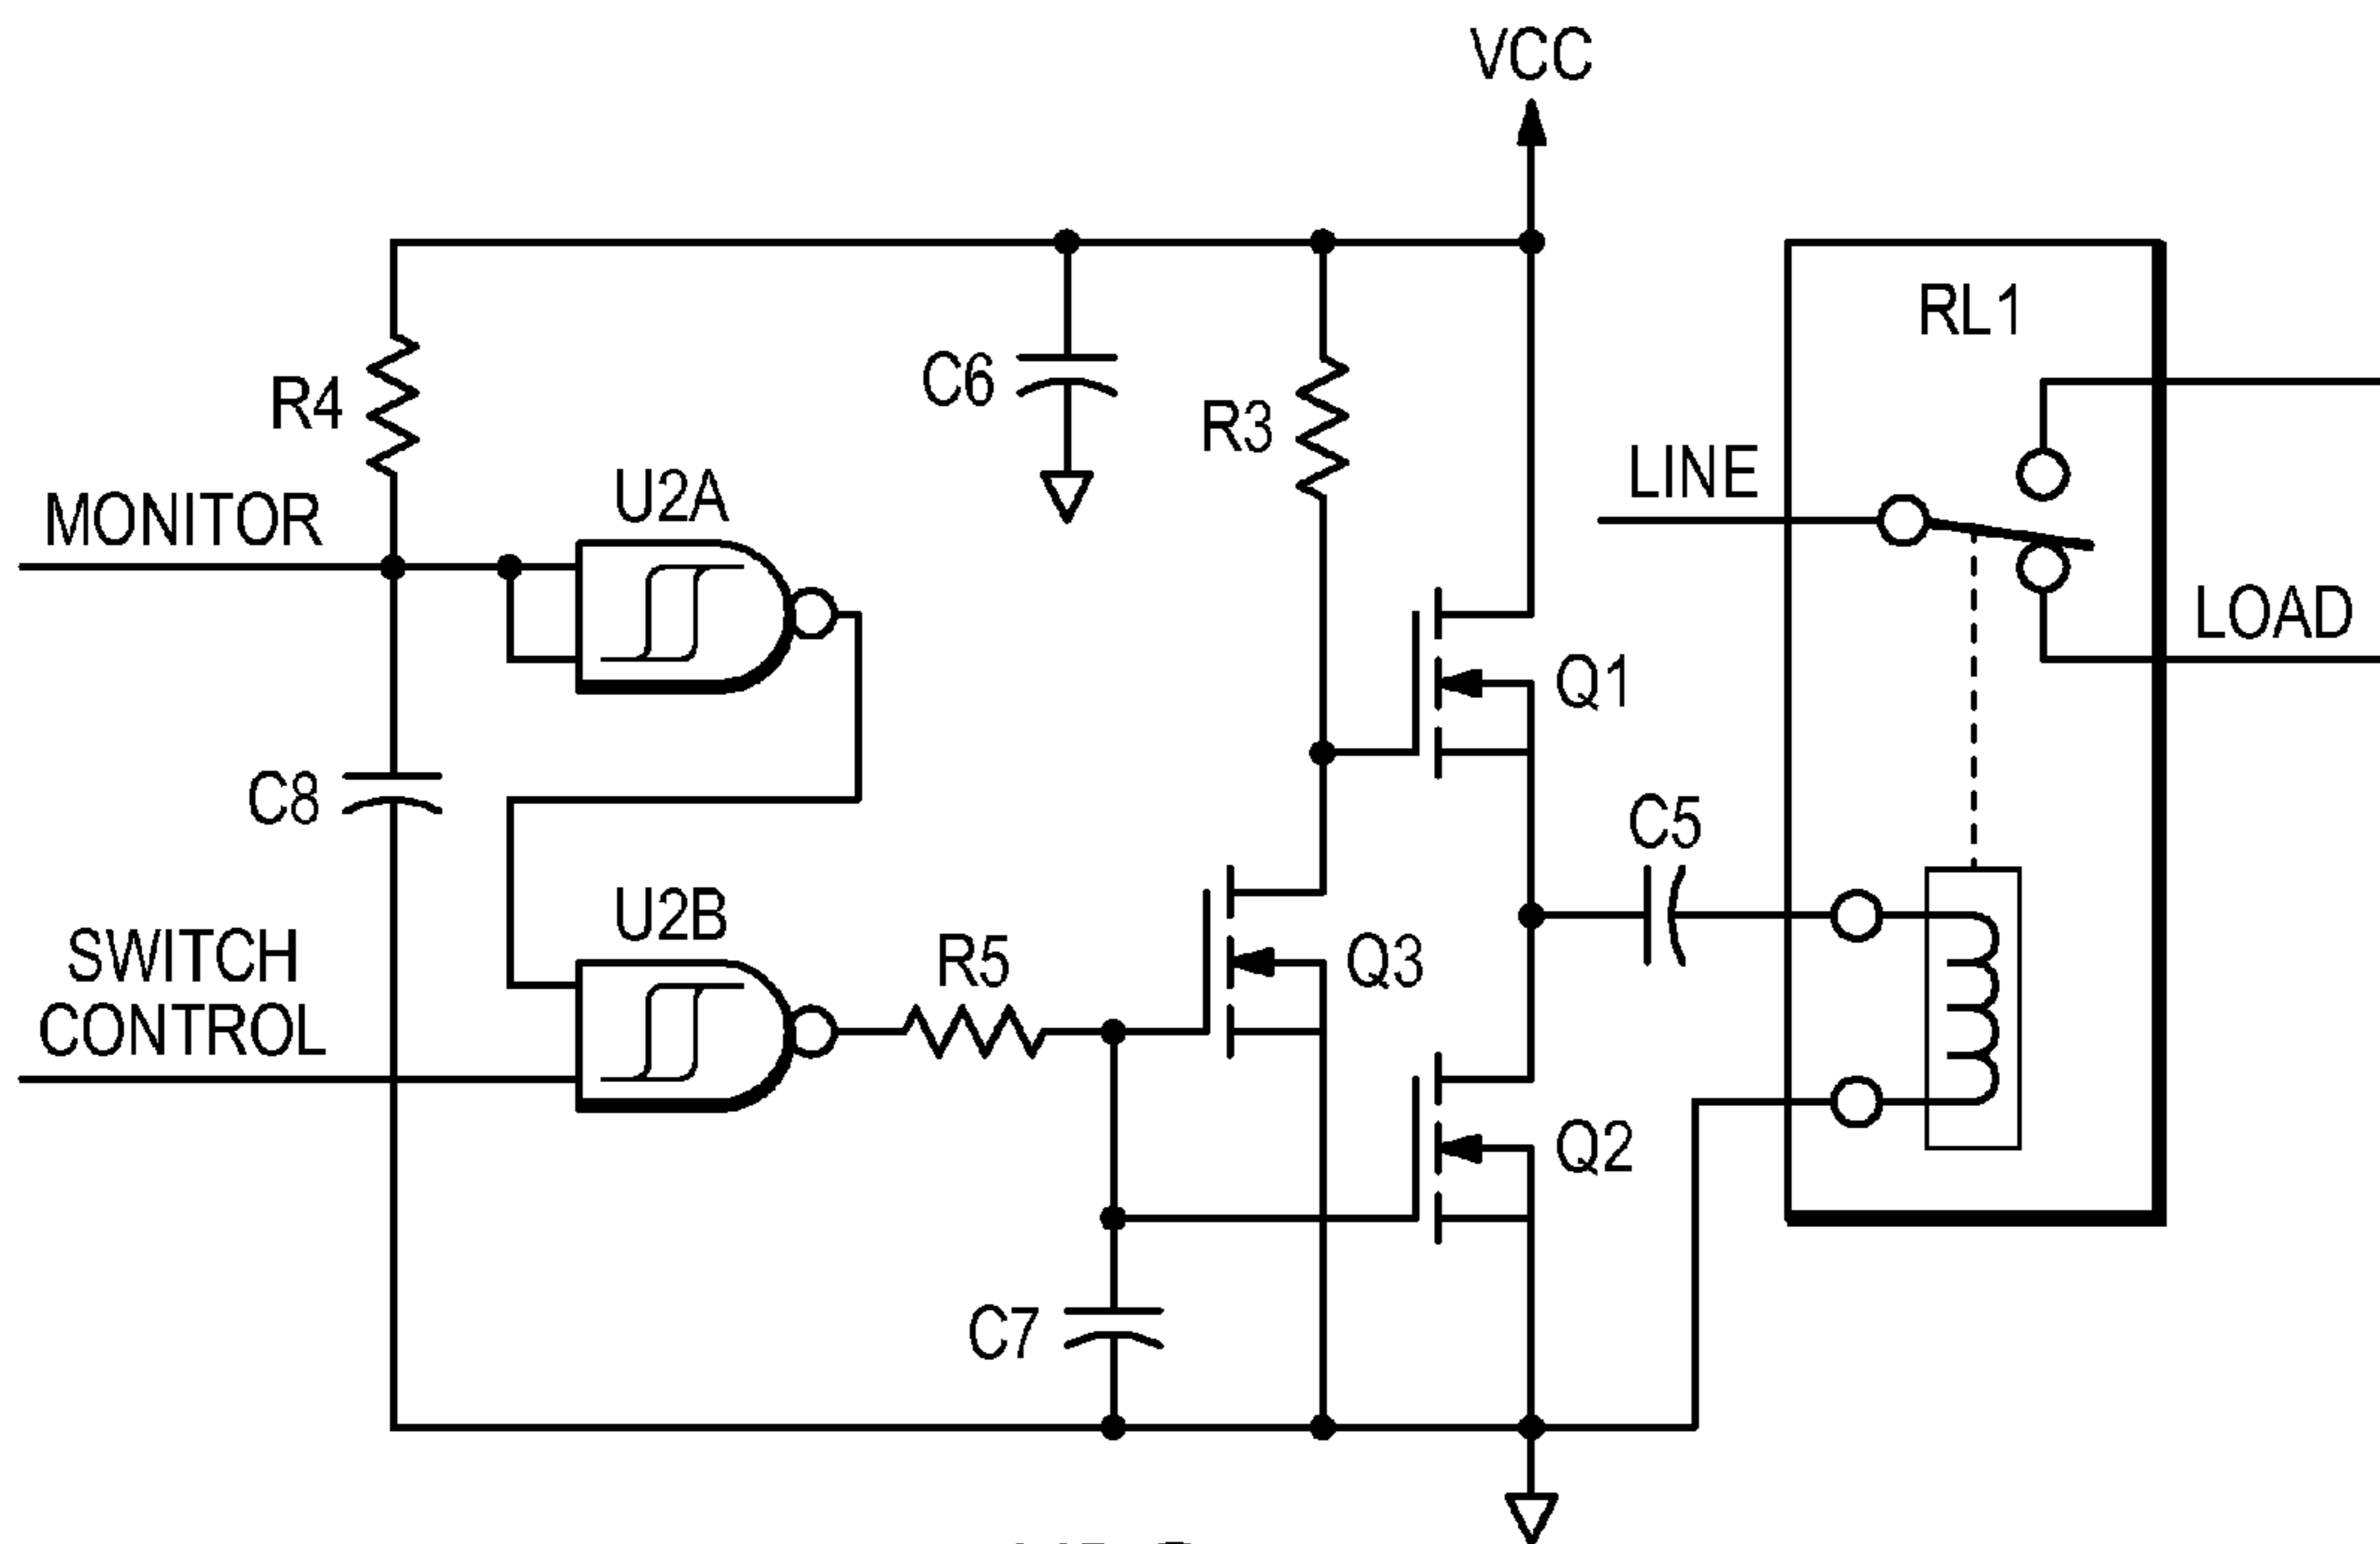 VCC
RL1
R4
C6
R3
LINE
MONITOR
U2A
LOAD
Q1
C8
C5
U2B
SWITCH
CONTROL
R5
Q3
Q2
C7